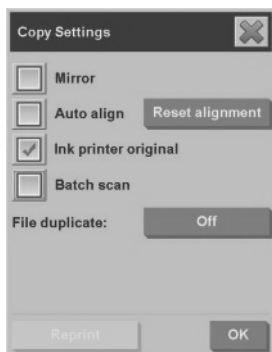 Copy Settings
Mirror
Auto align Reset alignment
Ink printer original
Batch scan
File duplicate: Off
Reprint OK